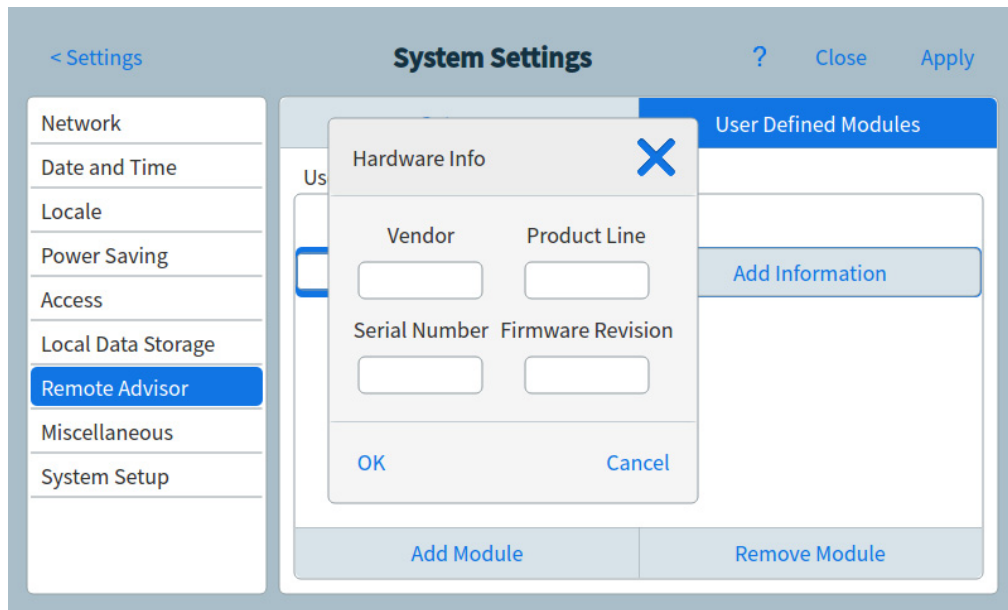 < Settings
System Settings
?
Close
Apply
Network
Date and Time
Locale
Power Saving
Access
Local Data Storage
Remote Advisor
Miscellaneous
System Setup
User Defined Modules
Us
Add Information
Hardware Info
Vendor
Product Line
Serial Number
Firmware Revision
OK
Cancel
Add Module
Remove Module